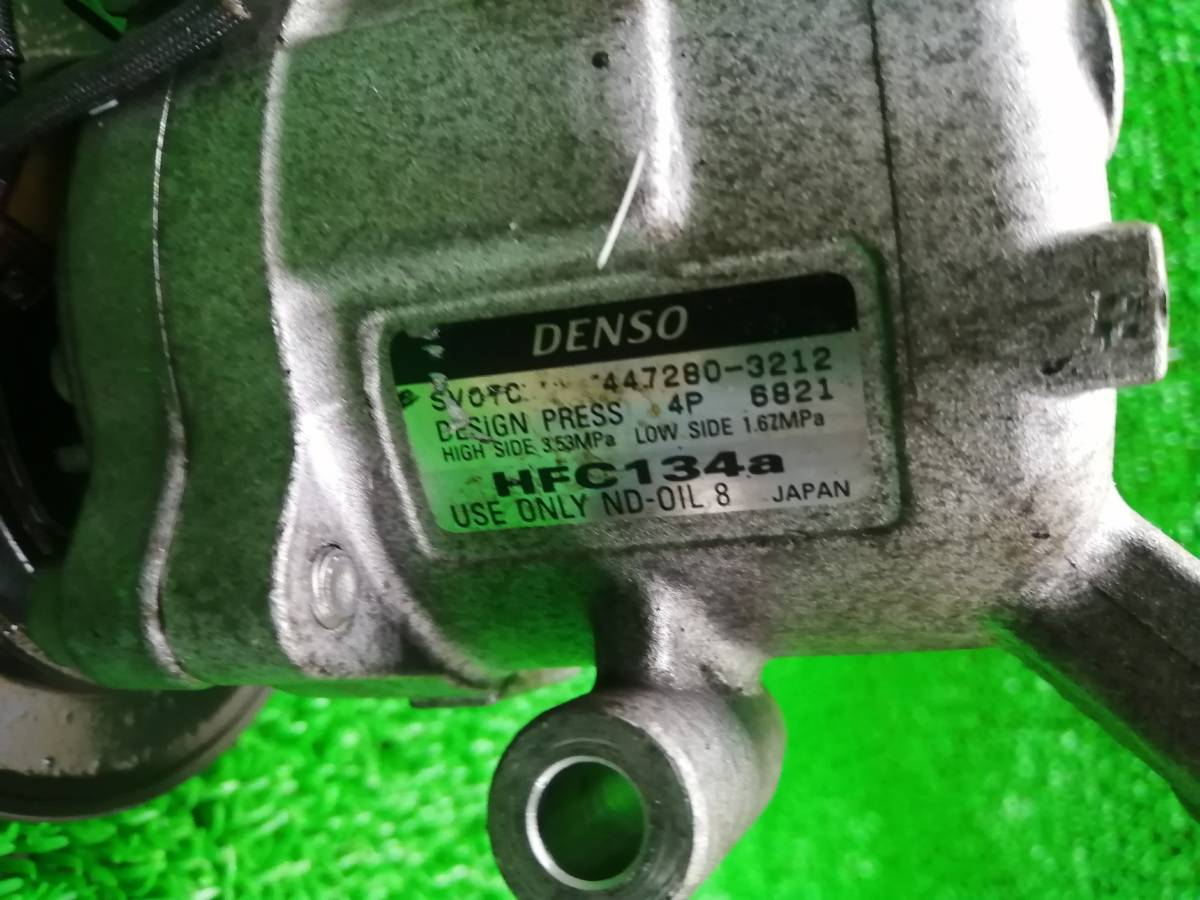 DENSO
SV07C 447280-3212
DESIGN PRESS 4P 6821
HIGH SIDE 3.53MPa LOW SIDE 1.67MPa
HFC134a
USE ONLY ND-OIL 8 JAPAN